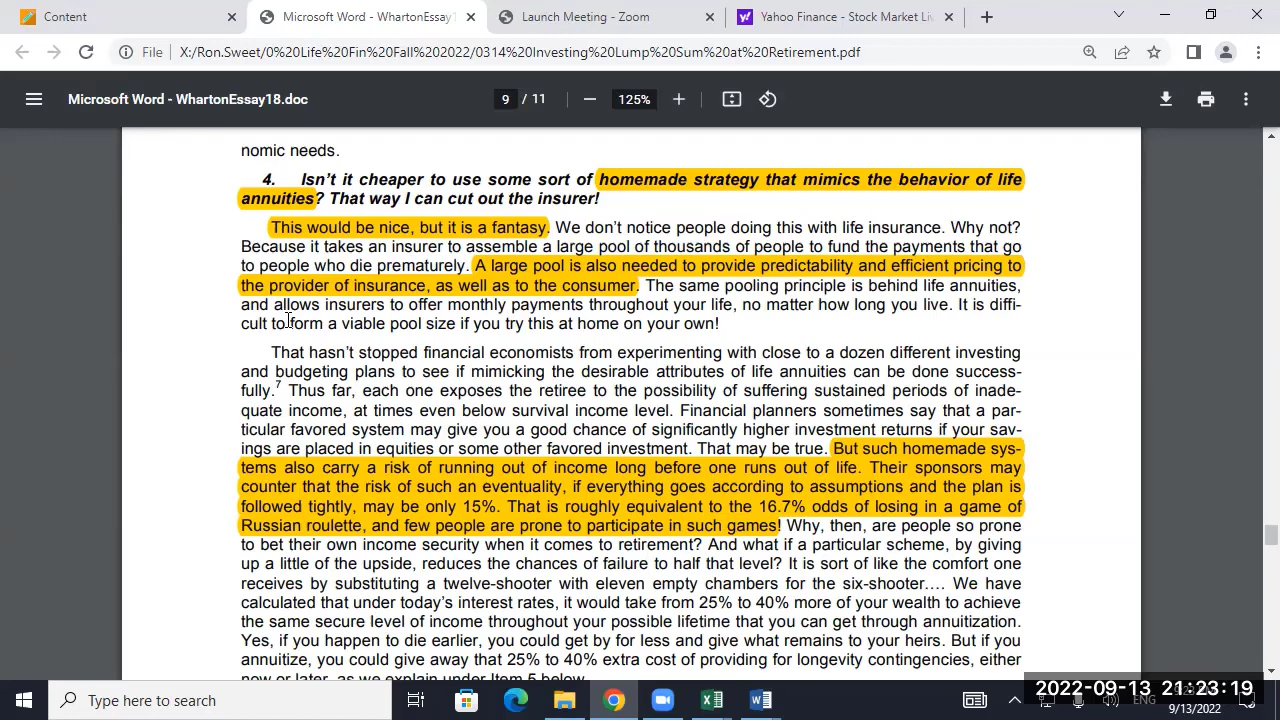 Content
Microsoft Word - WhartonEssay1
Launch Meeting - Zoom
Yahoo Finance - Stock Market Li
File X:/Ron.Sweet/0%20Life%20Fin%20Fall%202022/0314%20Investing%20Lump%20Sum%20at%20Retirement.pdf
Microsoft Word - WhartonEssay18.doc
9 / 11
125%
nomic needs.
4. Isn’t it cheaper to use some sort of homemade strategy that mimics the behavior of life
annuities? That way I can cut out the insurer!
This would be nice, but it is a fantasy. We don’t notice people doing this with life insurance. Why not?
Because it takes an insurer to assemble a large pool of thousands of people to fund the payments that go
to people who die prematurely. A large pool is also needed to provide predictability and efficient pricing to
the provider of insurance, as well as to the consumer. The same pooling principle is behind life annuities,
and allows insurers to offer monthly payments throughout your life, no matter how long you live. It is diffi-
cult to form a viable pool size if you try this at home on your own!
That hasn’t stopped financial economists from experimenting with close to a dozen different investing
and budgeting plans to see if mimicking the desirable attributes of life annuities can be done success-
fully.7 Thus far, each one exposes the retiree to the possibility of suffering sustained periods of inade-
quate income, at times even below survival income level. Financial planners sometimes say that a par-
ticular favored system may give you a good chance of significantly higher investment returns if your sav-
ings are placed in equities or some other favored investment. That may be true. But such homemade sys-
tems also carry a risk of running out of income long before one runs out of life. Their sponsors may
counter that the risk of such an eventuality, if everything goes according to assumptions and the plan is
followed tightly, may be only 15%. That is roughly equivalent to the 16.7% odds of losing in a game of
Russian roulette, and few people are prone to participate in such games! Why, then, are people so prone
to bet their own income security when it comes to retirement? And what if a particular scheme, by giving
up a little of the upside, reduces the chances of failure to half that level? It is sort of like the comfort one
receives by substituting a twelve-shooter with eleven empty chambers for the six-shooter.... We have
calculated that under today’s interest rates, it would take from 25% to 40% more of your wealth to achieve
the same secure level of income throughout your possible lifetime that you can get through annuitization.
Yes, if you happen to die earlier, you could get by for less and give what remains to your heirs. But if you
annuitize, you could give away that 25% to 40% extra cost of providing for longevity contingencies, either
now or later, as we explain under Item 5 below.
Type here to search
ENG
2022-09-13 21:23:19
9/13/2022